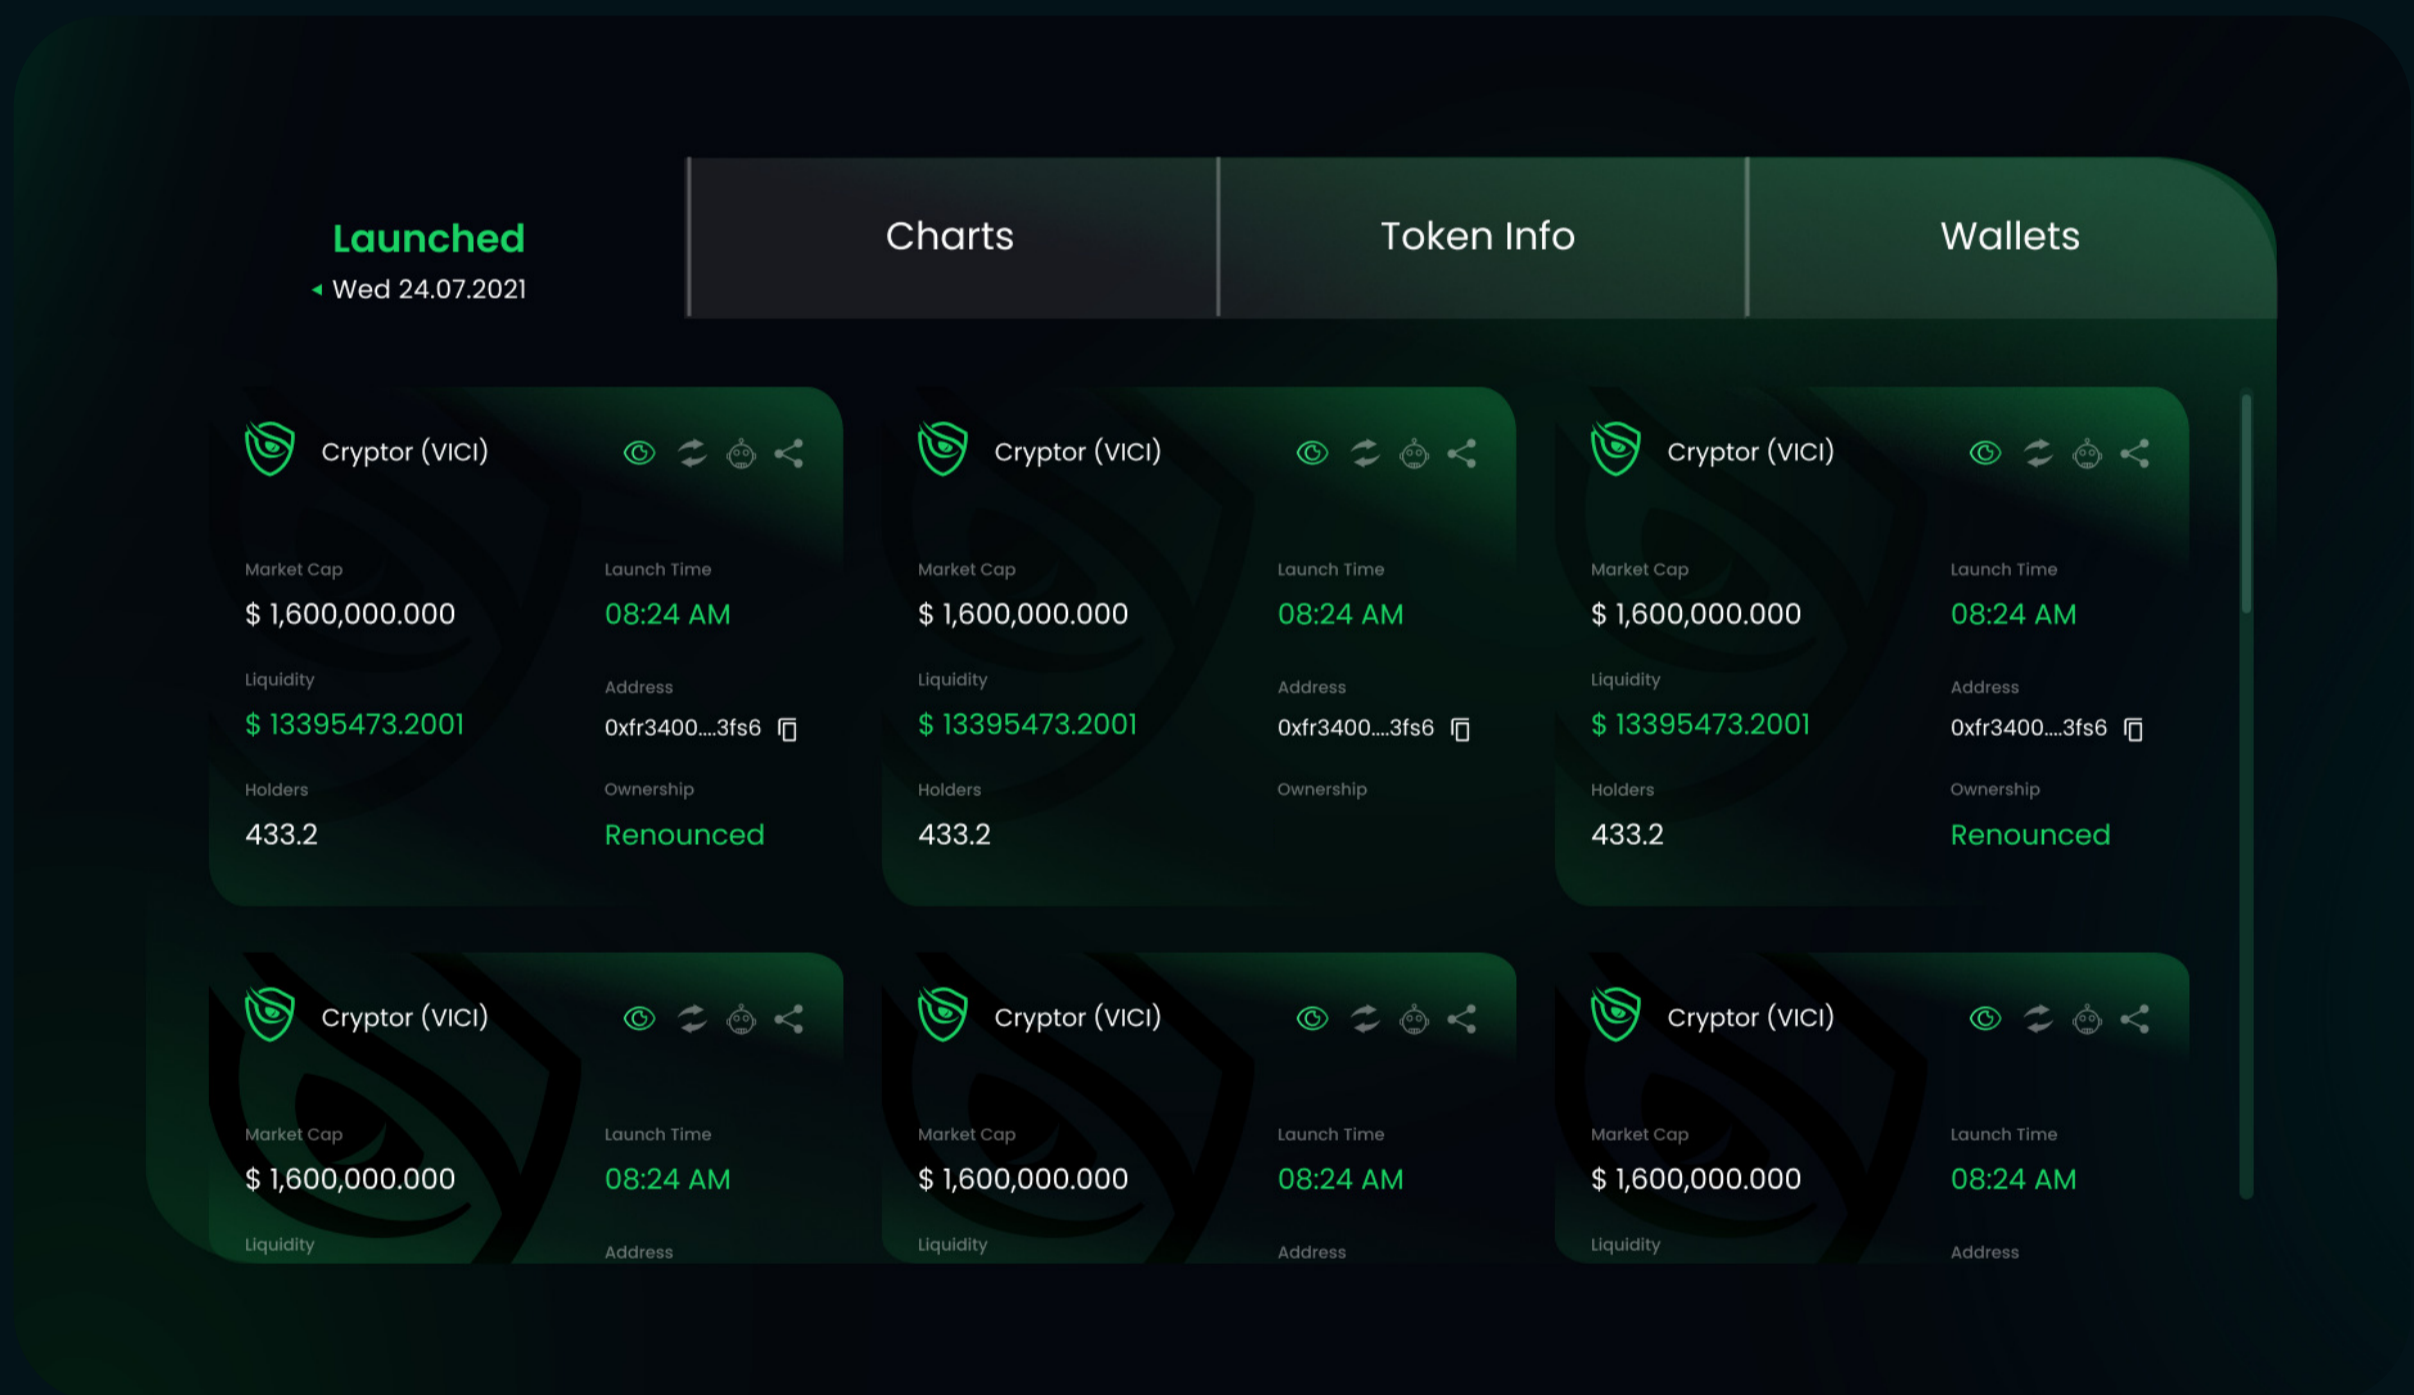 Launched
Wed 24.07.2021
Charts
Token Info
Wallets
Cryptor (VICI)
Market Cap
Launch Time
$ 1,600,000.000
08:24 AM
Liquidity
Address
$ 13395473.2001
0xfr3400....3fs6
Holders
Ownership
433.2
Renounced
Cryptor (VICI)
Market Cap
Launch Time
$ 1,600,000.000
08:24 AM
Liquidity
Address
$ 13395473.2001
0xfr3400....3fs6
Holders
Ownership
433.2
Cryptor (VICI)
Market Cap
Launch Time
$ 1,600,000.000
08:24 AM
Liquidity
Address
$ 13395473.2001
0xfr3400....3fs6
Holders
Ownership
433.2
Renounced
Cryptor (VICI)
Market Cap
Launch Time
$ 1,600,000.000
08:24 AM
Liquidity
Address
Cryptor (VICI)
Market Cap
Launch Time
$ 1,600,000.000
08:24 AM
Liquidity
Address
Cryptor (VICI)
Market Cap
Launch Time
$ 1,600,000.000
08:24 AM
Liquidity
Address